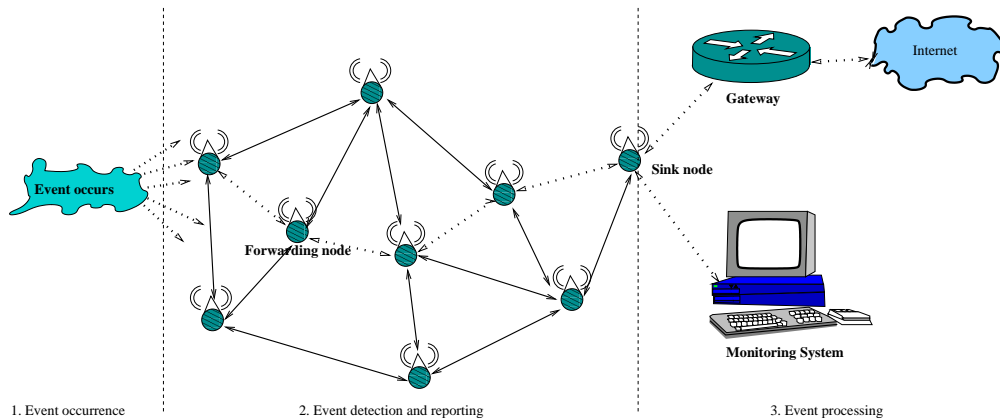 Internet
Gateway
Sink node
Event occurs
Forwarding node
Monitoring System
1. Event occurrence
2. Event detection and reporting
3. Event processing